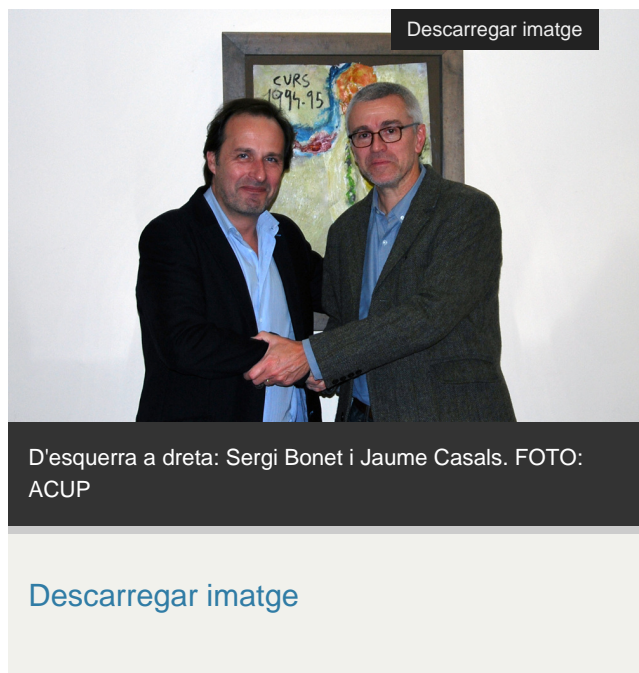 Descarregar imatge
CURS
1994-95
D'esquerra a dreta: Sergi Bonet i Jaume Casals. FOTO:
ACUP
Descarregar imatge